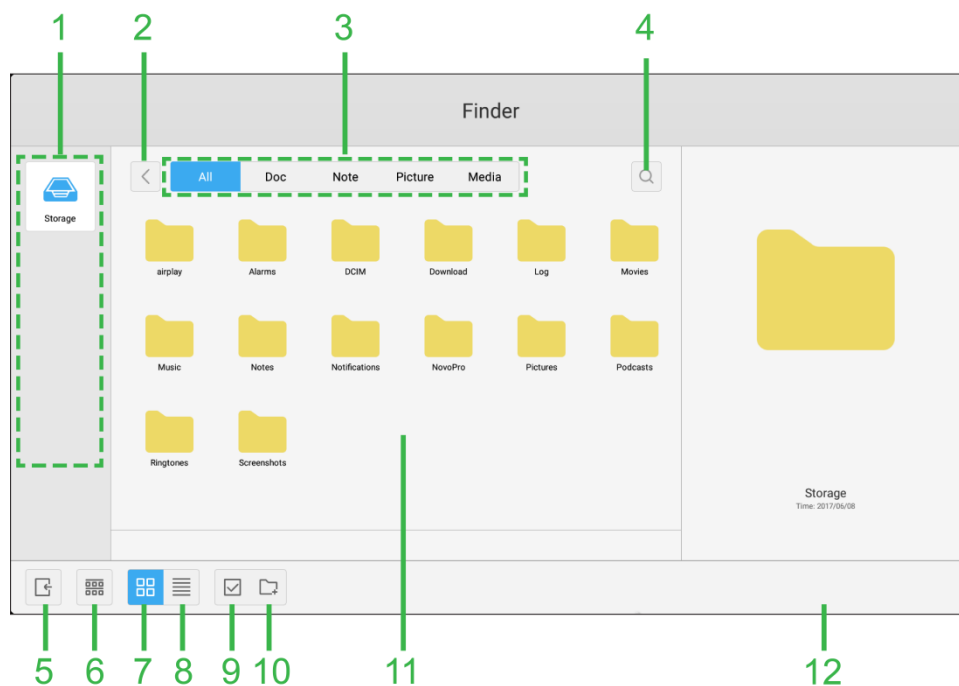 1 2 3 4
Finder
Storage
All Doc Note Picture Media
airplay Alarms DCIM Download Log Movies
Music Notes Notifications NovoPro Pictures Podcasts
Ringtones Screenshots
Storage
Time: 2017/06/08
5 6 7 8 9 10 11 12